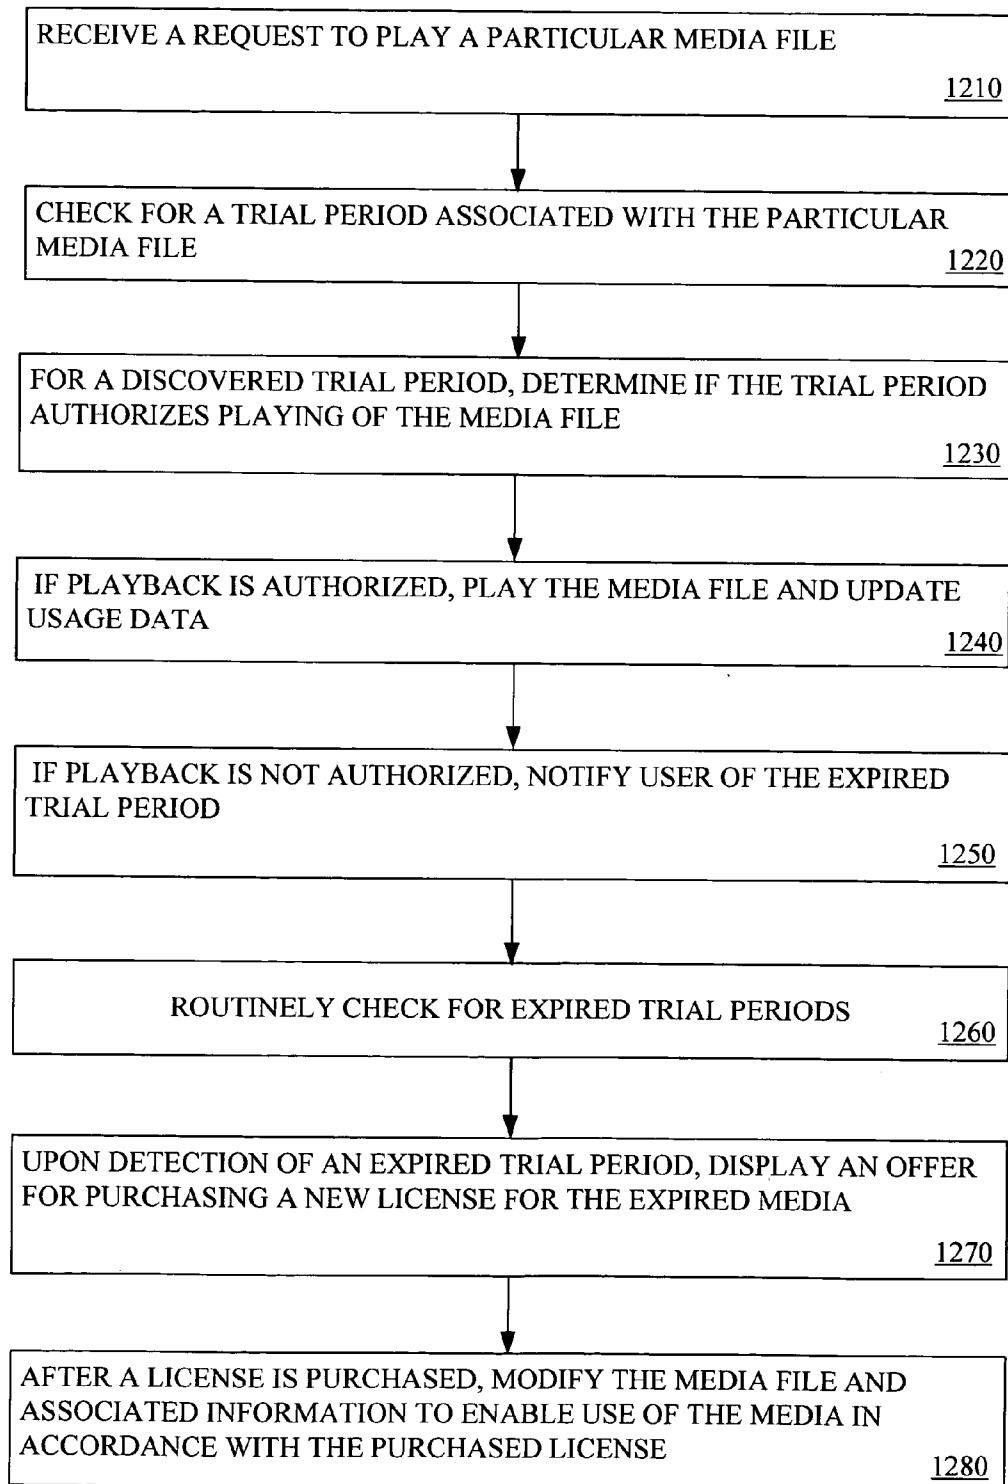 RECEIVE A REQUEST TO PLAY A PARTICULAR MEDIA FILE
1210
CHECK FOR A TRIAL PERIOD ASSOCIATED WITH THE PARTICULAR
MEDIA FILE
1220
FOR A DISCOVERED TRIAL PERIOD, DETERMINE IF THE TRIAL PERIOD
AUTHORIZES PLAYING OF THE MEDIA FILE
1230
IF PLAYBACK IS AUTHORIZED, PLAY THE MEDIA FILE AND UPDATE
USAGE DATA
1240
IF PLAYBACK IS NOT AUTHORIZED, NOTIFY USER OF THE EXPIRED
TRIAL PERIOD
1250
ROUTINELY CHECK FOR EXPIRED TRIAL PERIODS
1260
UPON DETECTION OF AN EXPIRED TRIAL PERIOD, DISPLAY AN OFFER
FOR PURCHASING A NEW LICENSE FOR THE EXPIRED MEDIA
1270
AFTER A LICENSE IS PURCHASED, MODIFY THE MEDIA FILE AND
ASSOCIATED INFORMATION TO ENABLE USE OF THE MEDIA IN
ACCORDANCE WITH THE PURCHASED LICENSE
1280